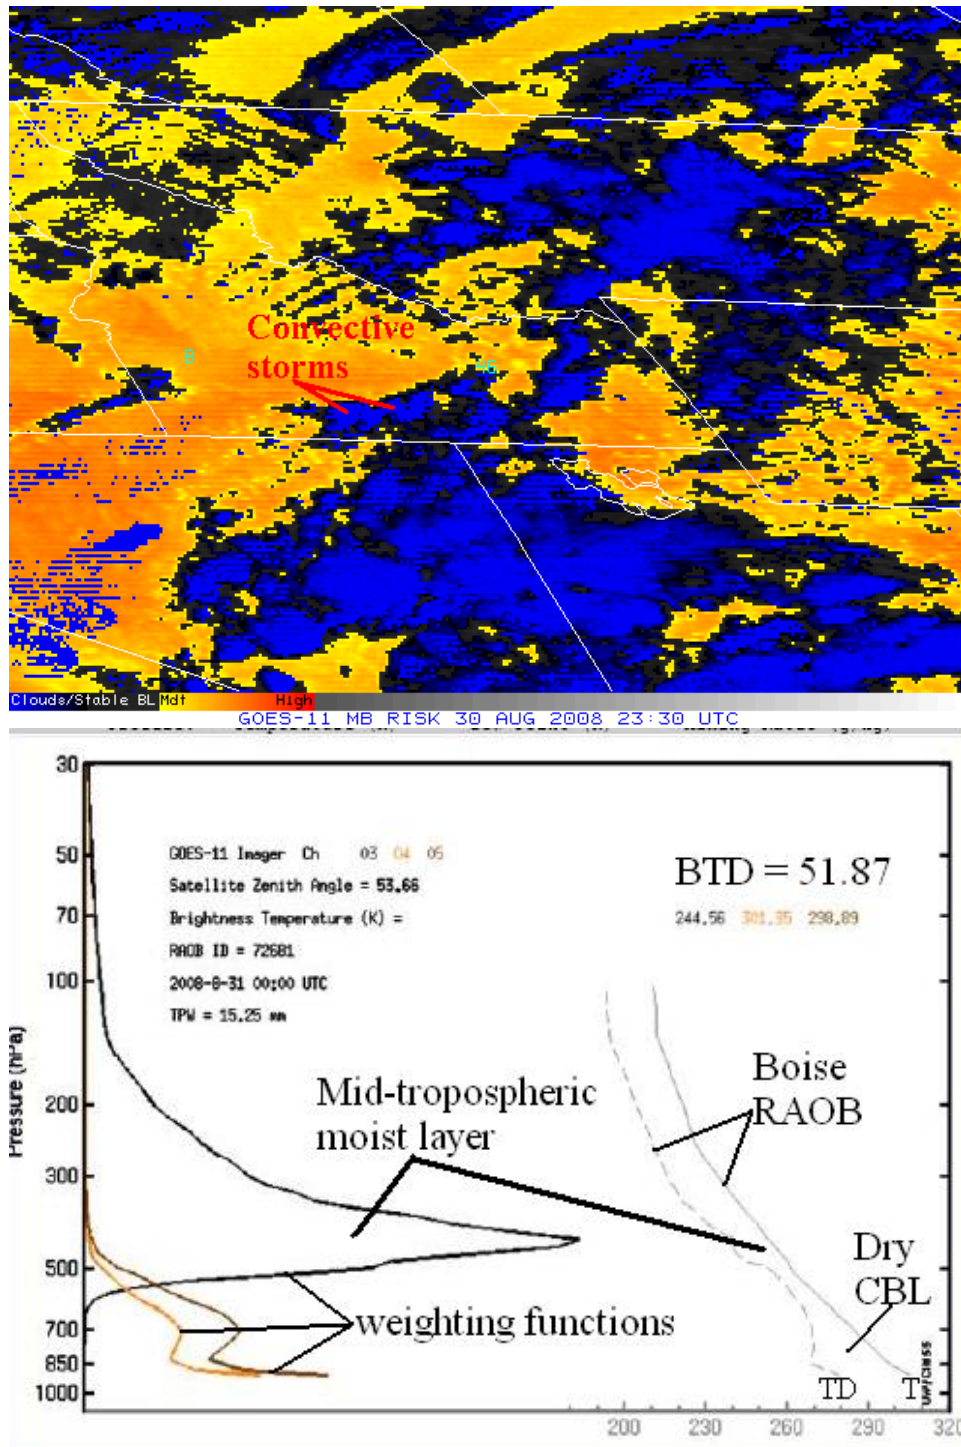 Convective
storms
8
46
Clouds/Stable BL Mdt High
GOES-11 MB RISK 30 AUG 2008 23:30 UTC
30
50
70
100
200
300
500
700
850
1000
Pressure (hPa)
GOES-11 Imager Ch 03 04 05
Satellite Zenith Angle = 53.66
Brightness Temperature (K) =
RAOB ID = 72681
2008-8-31 00:00 UTC
TPW = 15.25 mm
BTD = 51.87
244.56 301.35 298.89
Mid-tropospheric
moist layer
Boise
RAOB
Dry
CBL
weighting functions
TD
T
UW/CIMSS
200 230 260 290 320